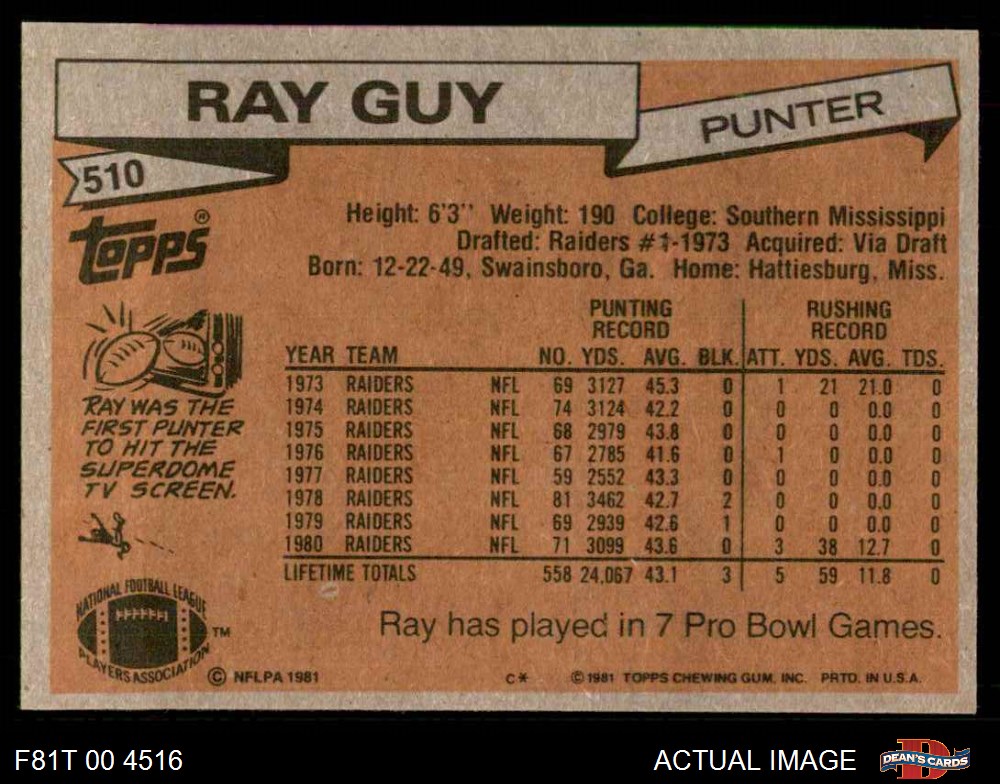 RAY GUY
PUNTER
510
topps®
Height: 6'3" Weight: 190 College: Southern Mississippi
Drafted: Raiders #1-1973 Acquired: Via Draft
Born: 12-22-49, Swainsboro, Ga. Home: Hattiesburg, Miss.
PUNTING RUSHING
RECORD RECORD
YEAR TEAM NO. YDS. AVG. BLK. ATT. YDS. AVG. TDS.
1973 RAIDERS NFL 69 3127 45.3 0 1 21 21.0 0
1974 RAIDERS NFL 74 3124 42.2 0 0 0 0.0 0
1975 RAIDERS NFL 68 2979 43.8 0 0 0 0.0 0
1976 RAIDERS NFL 67 2785 41.6 0 1 0 0.0 0
1977 RAIDERS NFL 59 2552 43.3 0 0 0 0.0 0
1978 RAIDERS NFL 81 3462 42.7 2 0 0 0.0 0
1979 RAIDERS NFL 69 2939 42.6 1 0 0 0.0 0
1980 RAIDERS NFL 71 3099 43.6 0 3 38 12.7 0
LIFETIME TOTALS 558 24,067 43.1 3 5 59 11.8 0
RAY WAS THE
FIRST PUNTER
TO HIT THE
SUPERDOME
TV SCREEN.
NATIONAL FOOTBALL LEAGUE
PLAYERS ASSOCIATION
TM
Ray has played in 7 Pro Bowl Games.
© NFLPA 1981 C* © 1981 TOPPS CHEWING GUM, INC. PRTD. IN U.S.A.
F81T 00 4516 ACTUAL IMAGE
D
DEAN'S CARDS